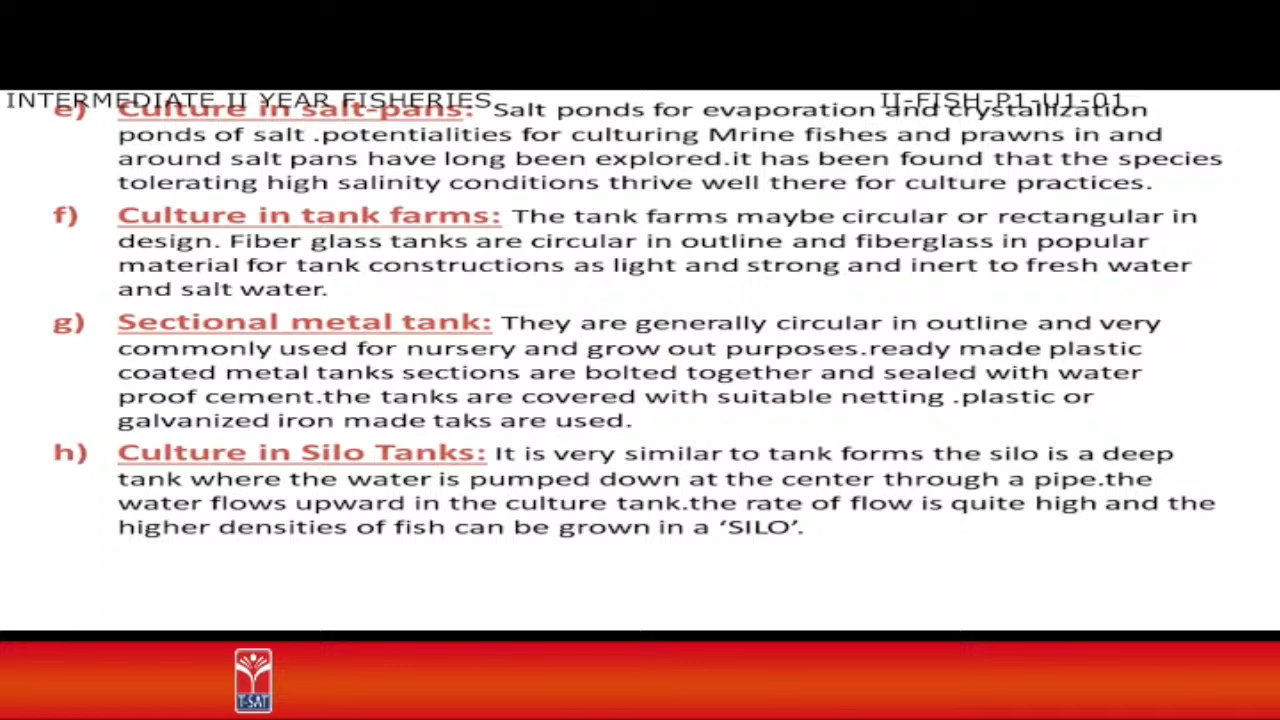 INTERMEDIATE II YEAR FISHERIES II-FISH-P1-U1-01
e) Culture in salt-pans: Salt ponds for evaporation and crystallization
ponds of salt .potentialities for culturing Mrine fishes and prawns in and
around salt pans have long been explored.it has been found that the species
tolerating high salinity conditions thrive well there for culture practices.
f) Culture in tank farms: The tank farms maybe circular or rectangular in
design. Fiber glass tanks are circular in outline and fiberglass in popular
material for tank constructions as light and strong and inert to fresh water
and salt water.
g) Sectional metal tank: They are generally circular in outline and very
commonly used for nursery and grow out purposes.ready made plastic
coated metal tanks sections are bolted together and sealed with water
proof cement.the tanks are covered with suitable netting .plastic or
galvanized iron made taks are used.
h) Culture in Silo Tanks: It is very similar to tank forms the silo is a deep
tank where the water is pumped down at the center through a pipe.the
water flows upward in the culture tank.the rate of flow is quite high and the
higher densities of fish can be grown in a ‘SILO’.
T-SAT